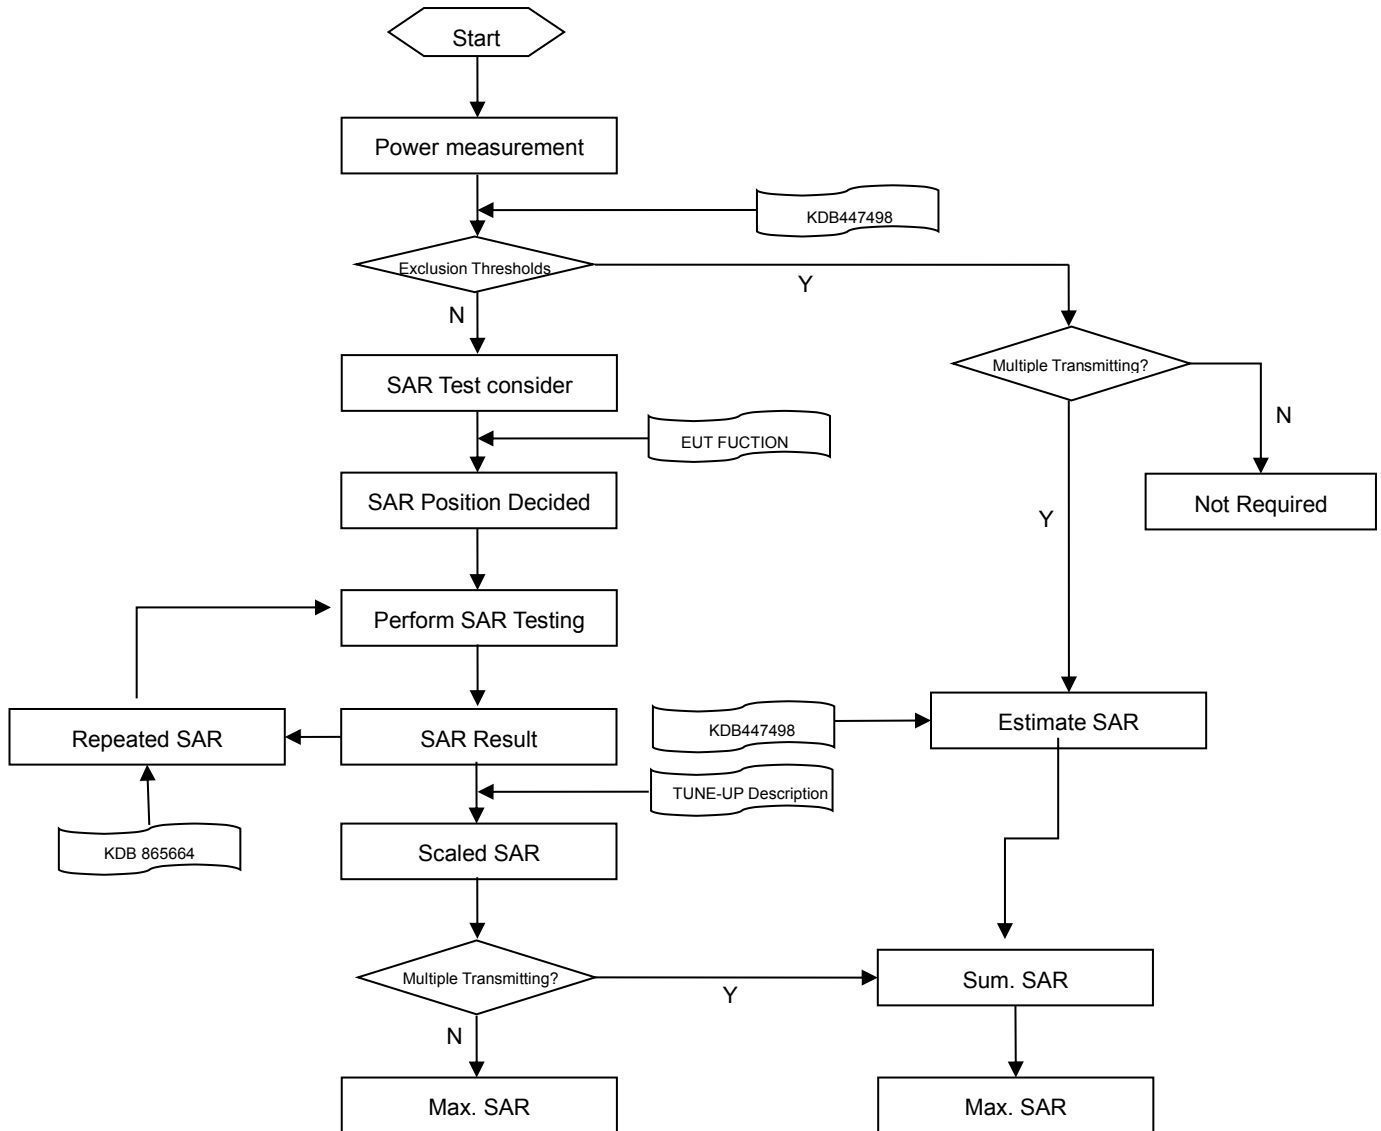 Start
Power measurement
KDB447498
Exclusion Thresholds
Y
N
Multiple Transmitting?
SAR Test consider
N
EUT FUCTION
SAR Position Decided
Not Required
Y
Perform SAR Testing
Repeated SAR
SAR Result
KDB447498
Estimate SAR
TUNE-UP Description
KDB 865664
Scaled SAR
Multiple Transmitting?
Y
Sum. SAR
N
Max. SAR
Max. SAR